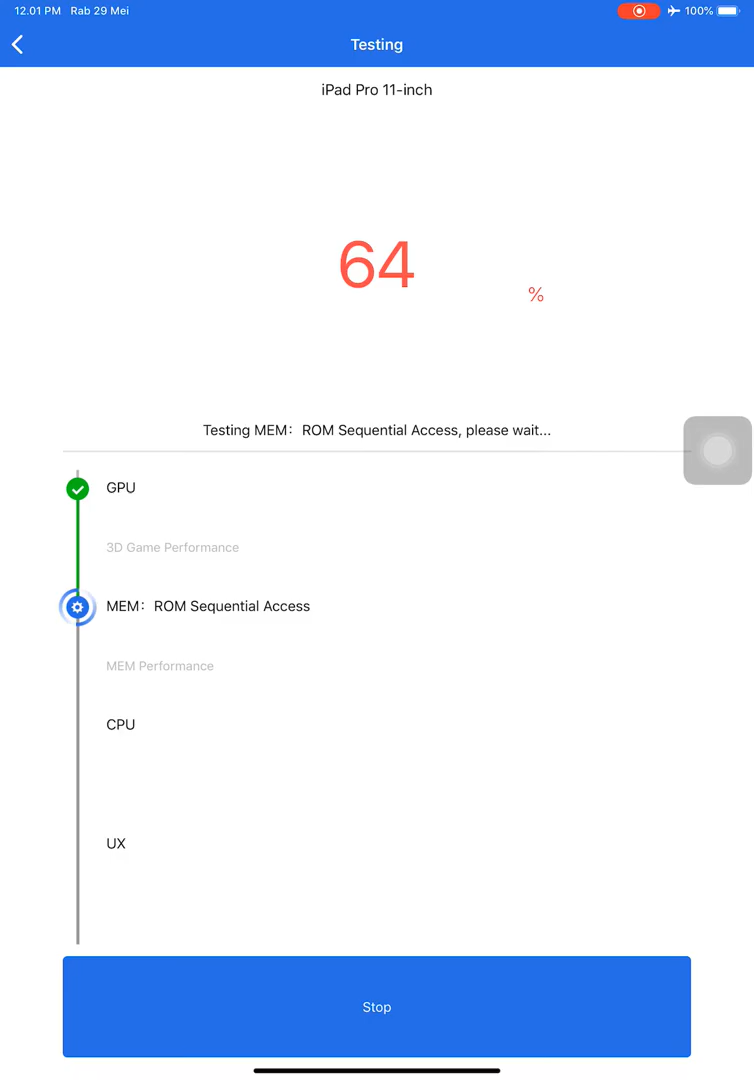 12.01 PM Rab 29 Mei
100%
Testing
iPad Pro 11-inch
64
%
Testing MEM：ROM Sequential Access, please wait...
GPU
3D Game Performance
MEM：ROM Sequential Access
MEM Performance
CPU
UX
Stop